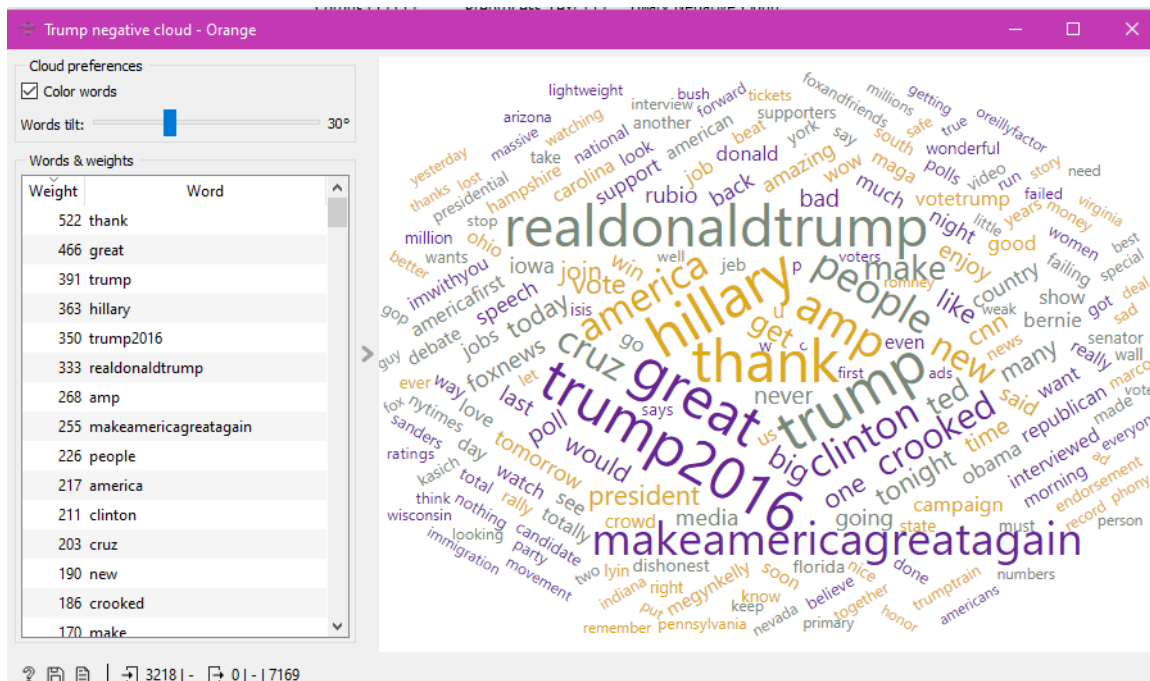 Trump negative cloud - Orange
Cloud preferences
Color words
Words tilt: 30°
Words & weights
Weight Word
522 thank
466 great
391 trump
363 hillary
350 trump2016
333 realdonaldtrump
268 amp
255 makeamericagreatagain
226 people
217 america
211 clinton
203 cruz
190 new
186 crooked
170 make
3218 | - 0 | - | 7169
lightweight bush tickets foxandfriends millions getting
arizona interview forward supporters safe true oreillyfactor
massive watching another american beat york say south wonderful
yesterday take national look donald job amazing wow maga polls video run story need
thanks lost hampshire carolina support rubio back bad much votetrump failed
presidential stop realdonaldtrump night little years money virginia
million ohio wants well voters enjoy good women best
better imwithyou iowa join win jeb p people make country failing special
gop americafirst speech vote america hillary amp romney like weak show got deal
guy debate jobs today isis u get new cnn bernie sad
foxnews cruz go w c even news senator
ever way let great thank first ads many really wall
fox nytimes love last says trump never ted said want marco
sanders day poll trump2016 us clinton crooked time republican made vote
ratings kasich tomorrow would big one tonight obama interviewed everyone
total watch see president morning ad endorsement
think nothing rally totally crowd media going state campaign must record phony
wisconsin looking candidate makeamericagreatagain person
immigration party movement two lyin dishonest florida nice done numbers
indiana right megynkelly soon believe together trumptrain americans
put keep know nevada honor
remember pennsylvania primary